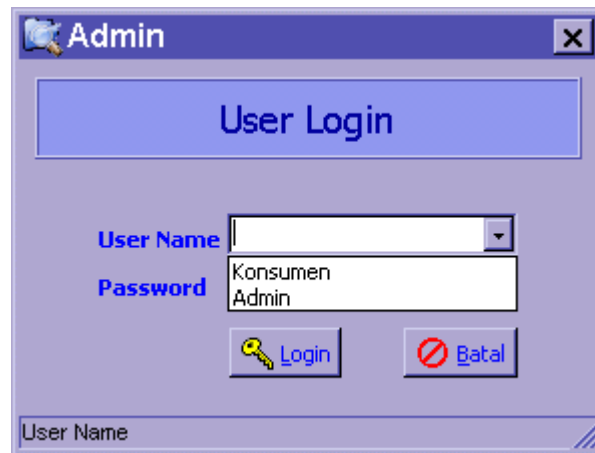 Admin
User Login
User Name
Konsumen
Password
Admin
Login
Batal
User Name